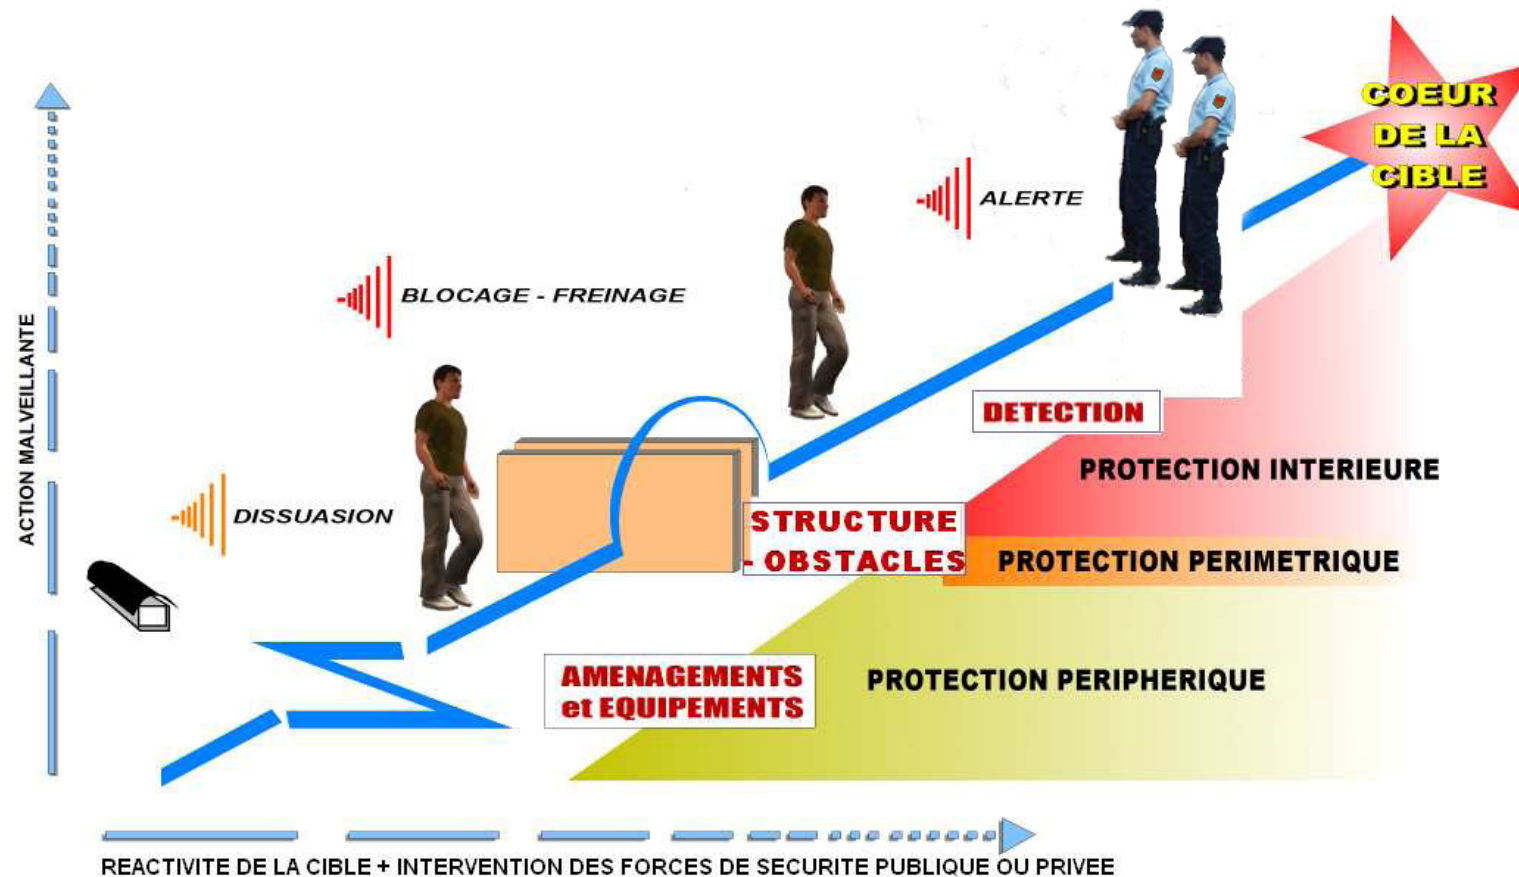 COEUR
DE LA
CIBLE
ALERTE
BLOCAGE - FREINAGE
ACTION MALVEILLANTE
DETECTION
PROTECTION INTERIEURE
DISSUASION
STRUCTURE
- OBSTACLES
PROTECTION PERIMETRIQUE
AMENAGEMENTS
et EQUIPEMENTS
PROTECTION PERIPHERIQUE
REACTIVITE DE LA CIBLE + INTERVENTION DES FORCES DE SECURITE PUBLIQUE OU PRIVEE